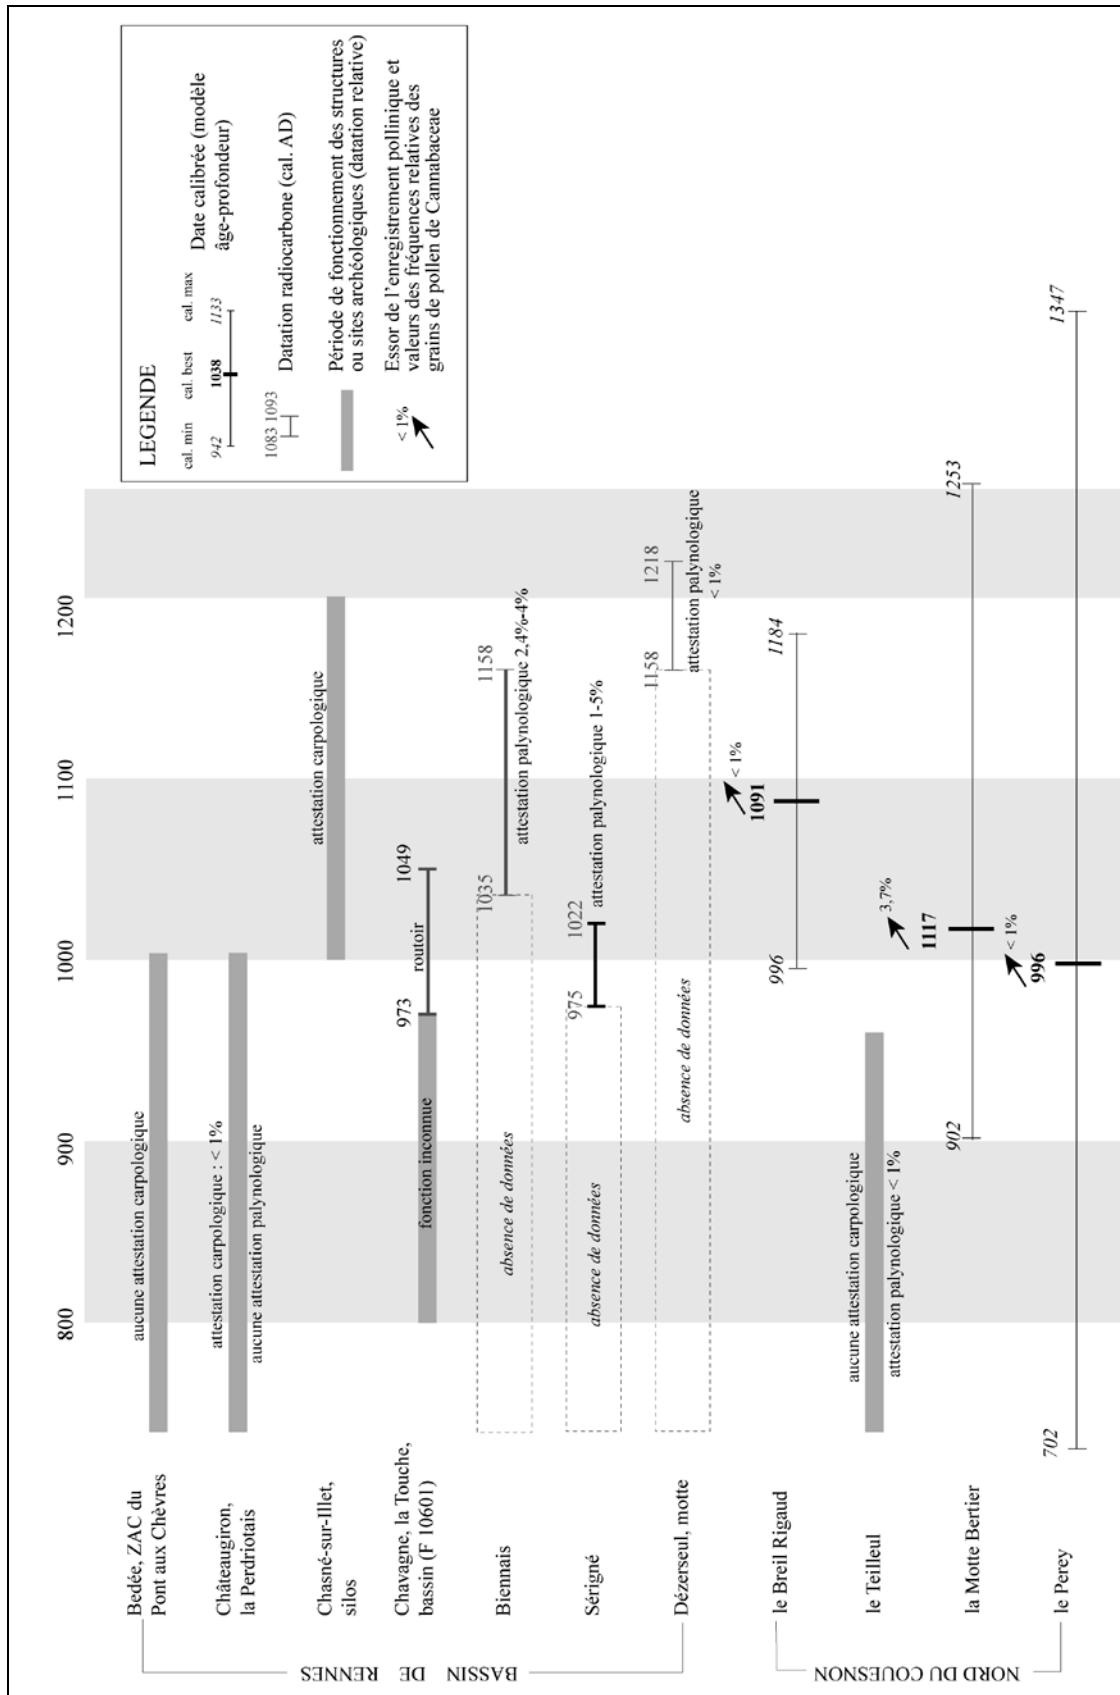 LEGENDE
cal. min
cal. best
cal. max
942
1038
1133
Date calibrée (modèle
âge-profondeur)
1083 1093
Datation radiocarbone (cal. AD)
Période de fonctionnement des structures
ou sites archéologiques (datation relative)
< 1%
Essor de l'enregistrement pollinique et
valeurs des fréquences relatives des
grains de pollen de Cannabaceae
800
900
1000
1100
1200
BASSIN DE RENNES
Bedée, ZAC du
Pont aux Chèvres
aucune attestation carpologique
Châteaugiron,
la Perdriotais
attestation carpologique : < 1%
aucune attestation palynologique
Chasné-sur-Illet,
silos
attestation carpologique
Chavagne, la Touche,
bassin (F 10601)
fonction inconnue
973
routoir
1049
Biennais
absence de données
1035
1158
attestation palynologique 2,4%-4%
Sérigné
absence de données
975
1022
attestation palynologique 1-5%
Dézerseul, motte
absence de données
1158
1218
attestation palynologique
< 1%
NORD DU COUESNON
le Breil Rigaud
996
1091
< 1%
1184
le Teilleul
aucune attestation carpologique
attestation palynologique < 1%
la Motte Bertier
902
1117
3,7%
1253
le Perey
702
996
< 1%
1347